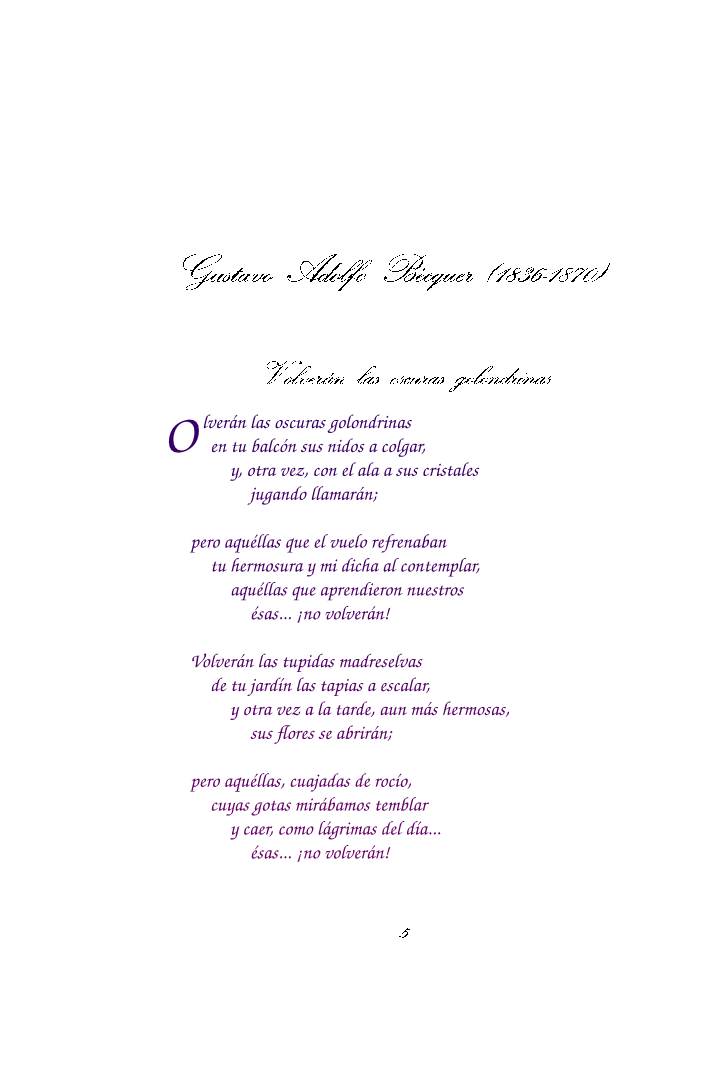 Gustavo Adolfo Bécquer (1836-1870)
Volverán las oscuras golondrinas
Olverán las oscuras golondrinas
en tu balcón sus nidos a colgar,
y, otra vez, con el ala a sus cristales
jugando llamarán;
pero aquéllas que el vuelo refrenaban
tu hermosura y mi dicha al contemplar,
aquéllas que aprendieron nuestros
ésas... ¡no volverán!
Volverán las tupidas madreselvas
de tu jardín las tapias a escalar,
y otra vez a la tarde, aun más hermosas,
sus flores se abrirán;
pero aquéllas, cuajadas de rocío,
cuyas gotas mirábamos temblar
y caer, como lágrimas del día...
ésas... ¡no volverán!
5